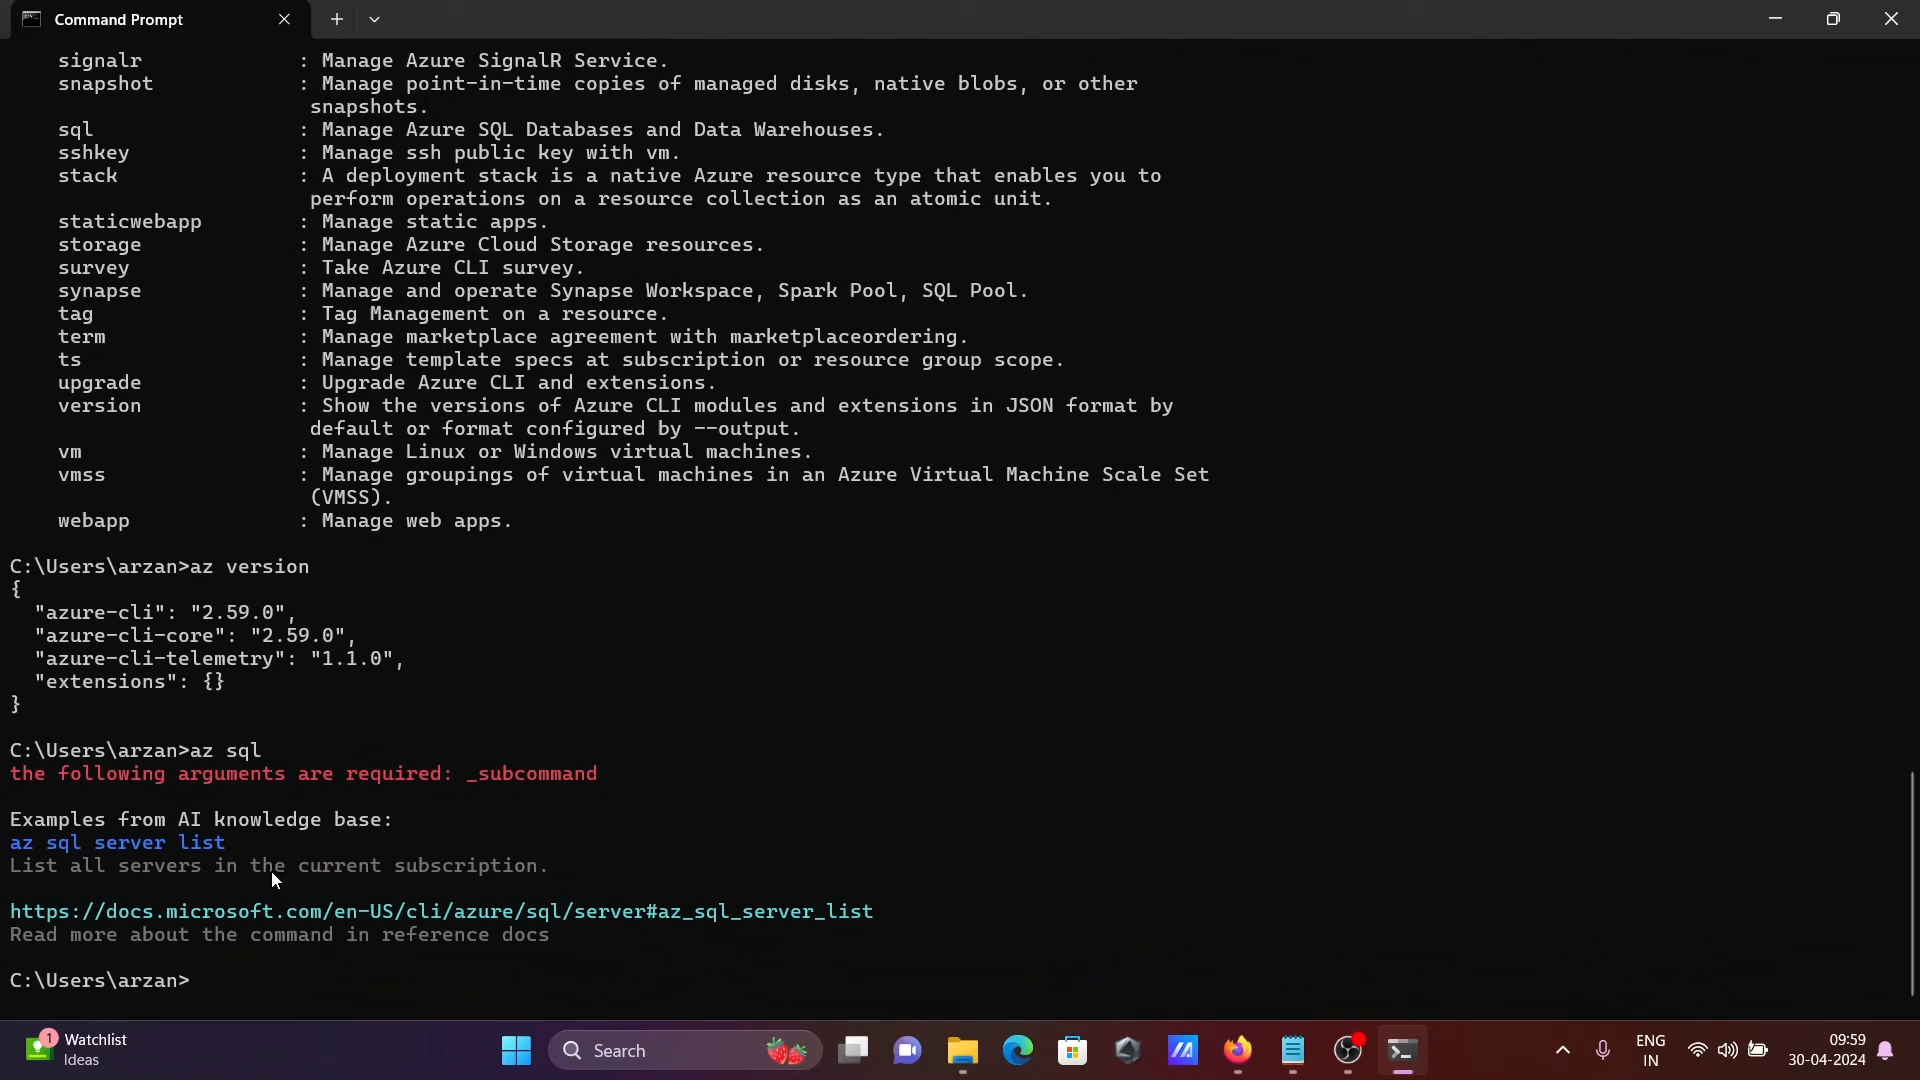 Command Prompt
signalr : Manage Azure SignalR Service.
snapshot : Manage point-in-time copies of managed disks, native blobs, or other
snapshots.
sql : Manage Azure SQL Databases and Data Warehouses.
sshkey : Manage ssh public key with vm.
stack : A deployment stack is a native Azure resource type that enables you to
perform operations on a resource collection as an atomic unit.
staticwebapp : Manage static apps.
storage : Manage Azure Cloud Storage resources.
survey : Take Azure CLI survey.
synapse : Manage and operate Synapse Workspace, Spark Pool, SQL Pool.
tag : Tag Management on a resource.
term : Manage marketplace agreement with marketplaceordering.
ts : Manage template specs at subscription or resource group scope.
upgrade : Upgrade Azure CLI and extensions.
version : Show the versions of Azure CLI modules and extensions in JSON format by
default or format configured by --output.
vm : Manage Linux or Windows virtual machines.
vmss : Manage groupings of virtual machines in an Azure Virtual Machine Scale Set
(VMSS).
webapp : Manage web apps.
C:\Users\arzan>az version
{
"azure-cli": "2.59.0",
"azure-cli-core": "2.59.0",
"azure-cli-telemetry": "1.1.0",
"extensions": {}
}
C:\Users\arzan>az sql
the following arguments are required: _subcommand
Examples from AI knowledge base:
az sql server list
List all servers in the current subscription.
https://docs.microsoft.com/en-US/cli/azure/sql/server#az_sql_server_list
Read more about the command in reference docs
C:\Users\arzan>
1 Watchlist
Ideas
Search
ENG
IN
09:59
30-04-2024